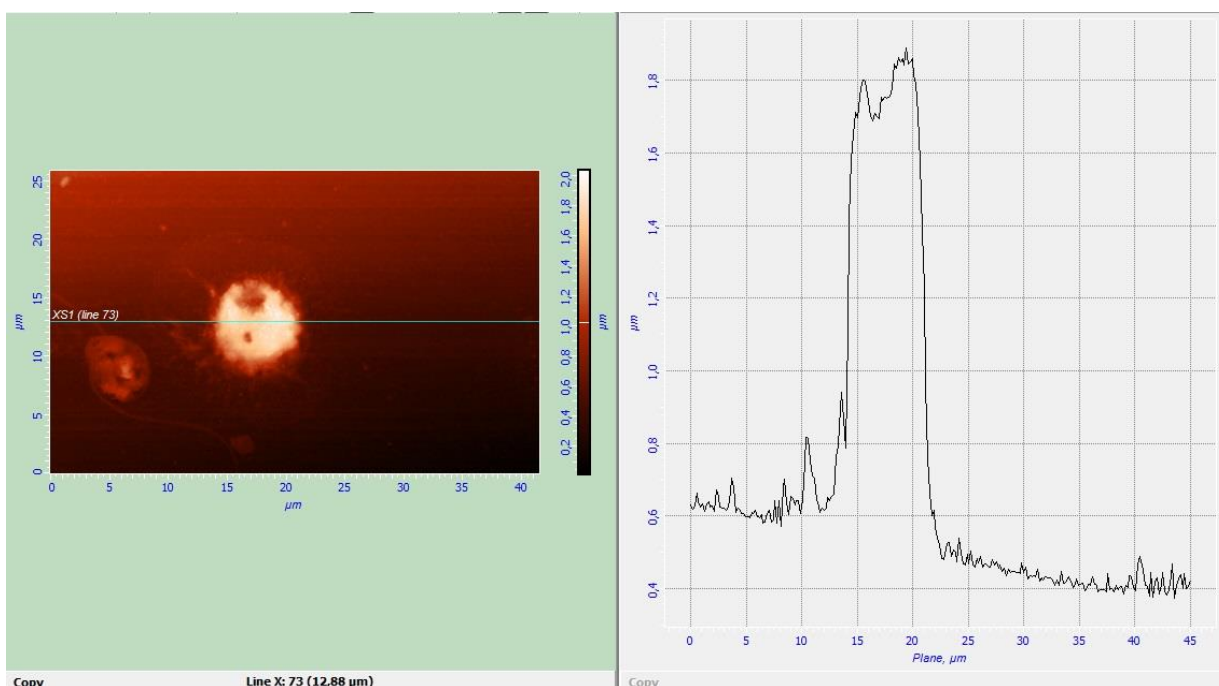 25
20
15
10
5
0
µm
XS1 (line 73)
0 5 10 15 20 25 30 35 40
µm
2,0
1,8
1,6
1,4
1,2
1,0
0,8
0,6
0,4
0,2
µm
1,8
1,6
1,4
1,2
1,0
0,8
0,6
0,4
µm
0 5 10 15 20 25 30 35 40 45
Plane, µm
Copy Line X: 73 (12,88 µm)
Copy